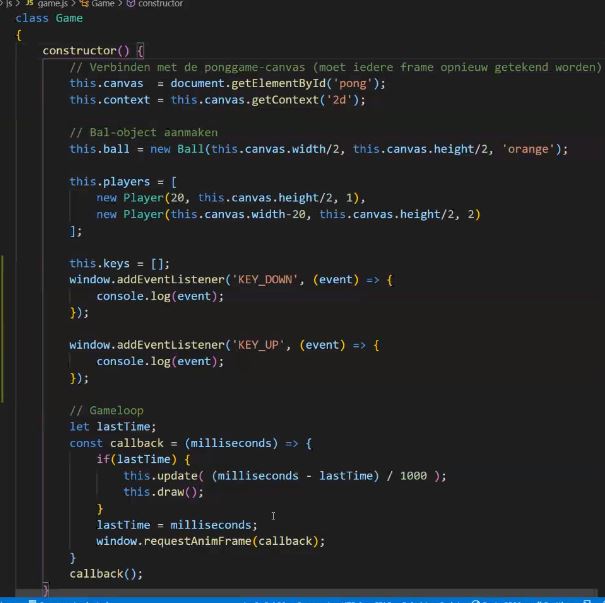 > js > JS game.js > Game > constructor
class Game
{
    constructor() {
        // Verbinden met de ponggame-canvas (moet iedere frame opnieuw getekend worden)
        this.canvas  = document.getElementById('pong');
        this.context = this.canvas.getContext('2d');

        // Bal-object aanmaken
        this.ball = new Ball(this.canvas.width/2, this.canvas.height/2, 'orange');

        this.players = [
            new Player(20, this.canvas.height/2, 1),
            new Player(this.canvas.width-20, this.canvas.height/2, 2)
        ];

        this.keys = [];
        window.addEventListener('KEY_DOWN', (event) => {
            console.log(event);
        });

        window.addEventListener('KEY_UP', (event) => {
            console.log(event);
        });

        // Gameloop
        let lastTime;
        const callback = (milliseconds) => {
            if(lastTime) {
                this.update( (milliseconds - lastTime) / 1000 );
                this.draw();
            }
            lastTime = milliseconds;
            window.requestAnimFrame(callback);
        }
        callback();
    }